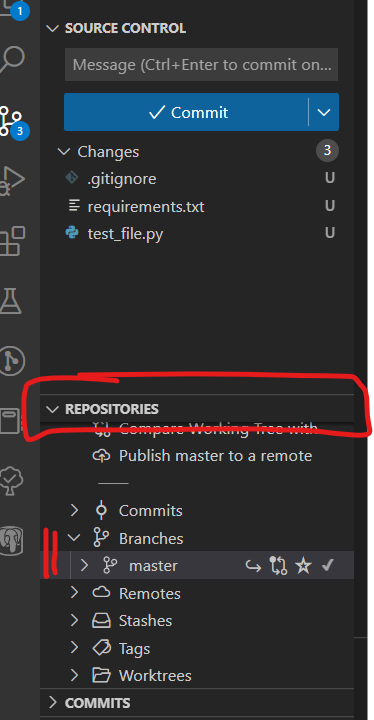 1
SOURCE CONTROL
Message (Ctrl+Enter to commit on...
Commit
3
Changes 3
.gitignore U
requirements.txt U
test_file.py U
REPOSITORIES
Compare Working Tree with
Publish master to a remote
Commits
Branches
master
Remotes
Stashes
Tags
Worktrees
COMMITS